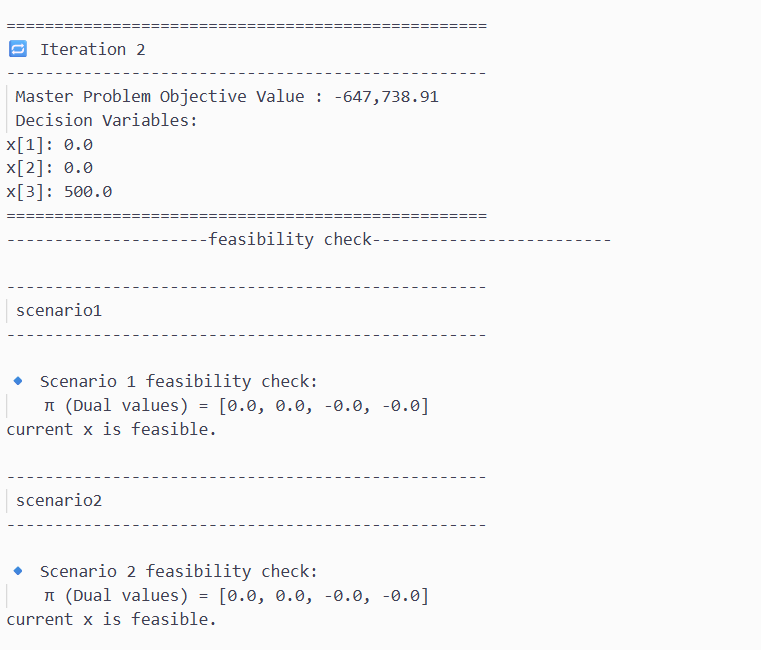 ==================================================
🔁 Iteration 2
--------------------------------------------------
Master Problem Objective Value : -647,738.91
Decision Variables:
x[1]: 0.0
x[2]: 0.0
x[3]: 500.0
==================================================
---------------------feasibility check-------------------------
--------------------------------------------------
scenario1
--------------------------------------------------
🔹 Scenario 1 feasibility check:
π (Dual values) = [0.0, 0.0, -0.0, -0.0]
current x is feasible.
--------------------------------------------------
scenario2
--------------------------------------------------
🔹 Scenario 2 feasibility check:
π (Dual values) = [0.0, 0.0, -0.0, -0.0]
current x is feasible.